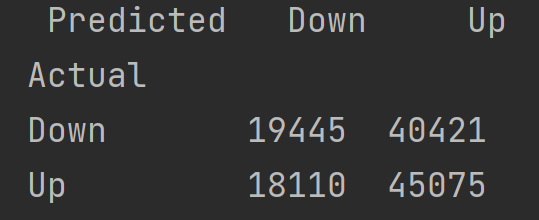 Predicted Down Up
Actual
Down 19445 40421
Up 18110 45075